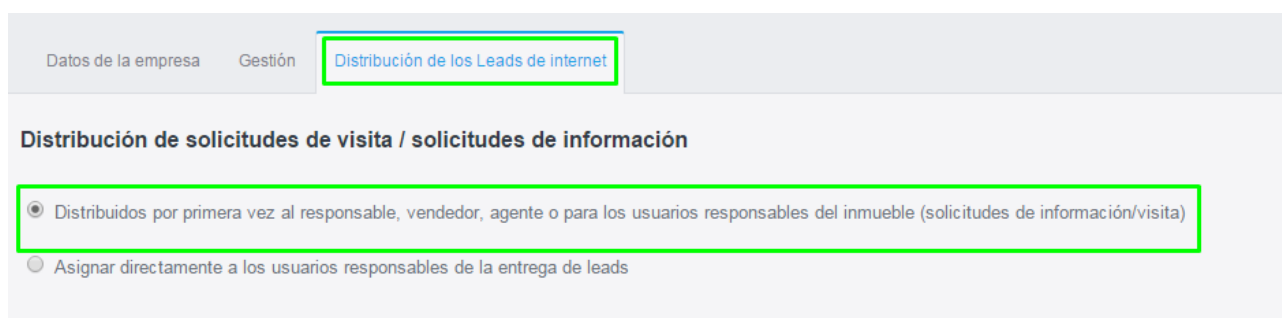 Datos de la empresa Gestión Distribución de los Leads de internet
Distribución de solicitudes de visita / solicitudes de información
Distribuidos por primera vez al responsable, vendedor, agente o para los usuarios responsables del inmueble (solicitudes de información/visita)
Asignar directamente a los usuarios responsables de la entrega de leads